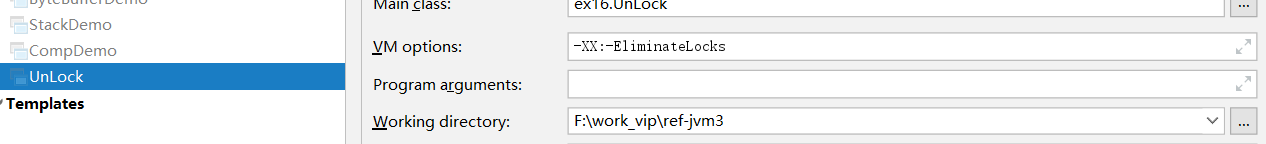 ByteBufferDemo
StackDemo
CompDemo
UnLock
Templates
Main class:
ex16.UnLock
...
VM options:
-XX:-EliminateLocks
Program arguments:
Working directory:
F:\work_vip\ref-jvm3
...